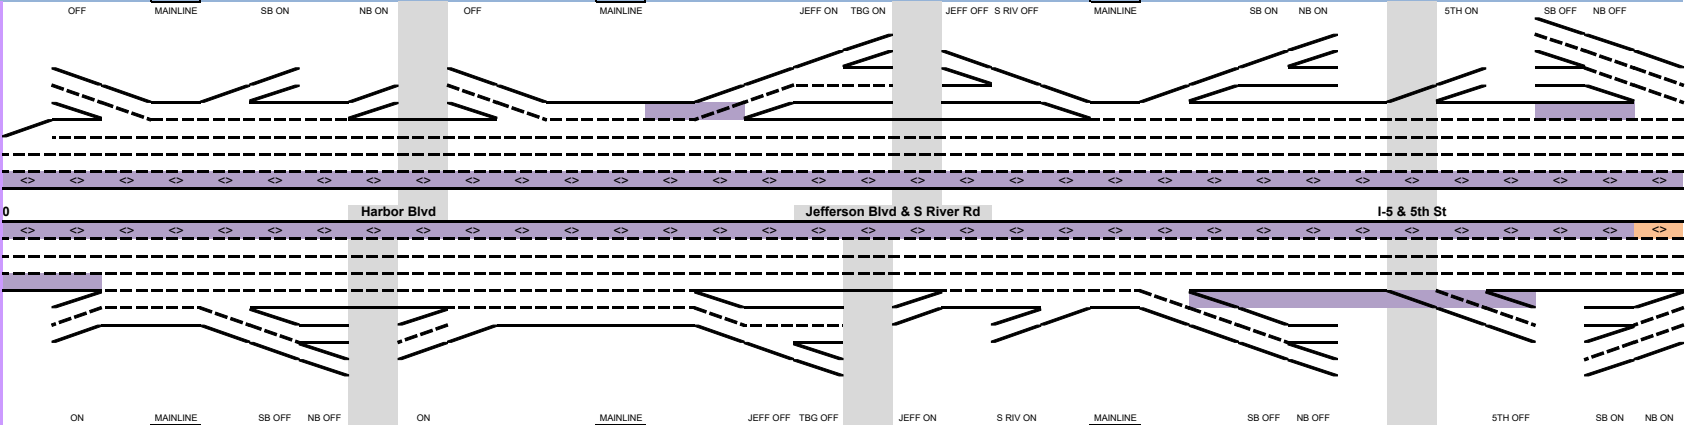 OFF MAINLINE SB ON NB ON OFF MAINLINE JEFF ON TBG ON JEFF OFF S RIV OFF MAINLINE SB ON NB ON 5TH ON SB OFF NB OFF
<> <> <> <> <> <> <> <> <> <> <> <> <> <> <> <> <> <> <> <> <> <> <> <> <> <> <> <> <> <> <> <> <> <>
0 Harbor Blvd Jefferson Blvd & S River Rd I-5 & 5th St
<> <> <> <> <> <> <> <> <> <> <> <> <> <> <> <> <> <> <> <> <> <> <> <> <> <> <> <> <> <> <> <> <> <>
ON MAINLINE SB OFF NB OFF ON MAINLINE JEFF OFF TBG OFF JEFF ON S RIV ON MAINLINE SB OFF NB OFF 5TH OFF SB ON NB ON